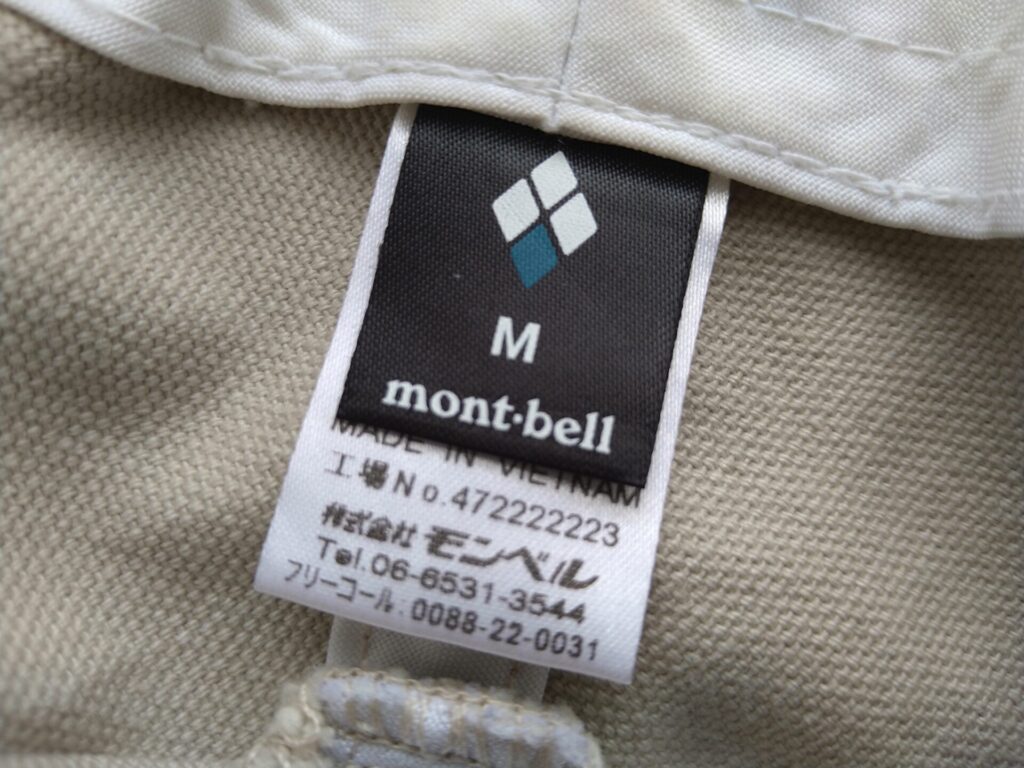 M
mont·bell
MADE IN VIETNAM
工場No.472222223
株式会社 モンベル
Tel.06-6531-3544
フリーコール:0088-22-0031